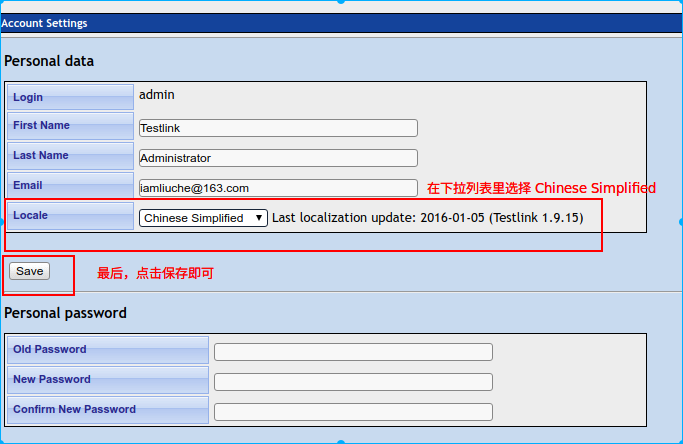 Account Settings
Personal data
Login admin
First Name Testlink
Last Name Administrator
Email iamliuche@163.com 在下拉列表里选择 Chinese Simplified
Locale Chinese Simplified Last localization update: 2016-01-05 (Testlink 1.9.15)
Save 最后，点击保存即可
Personal password
Old Password
New Password
Confirm New Password